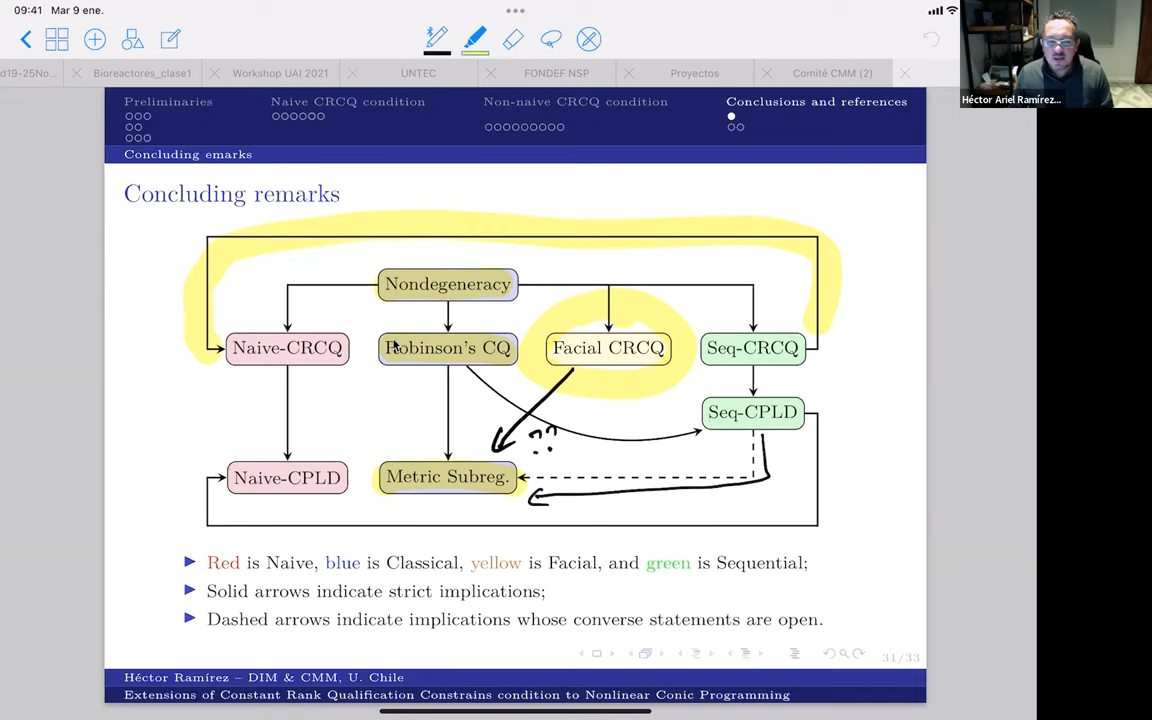 09:41 Mar 9 ene.
d19-25No...
Bioreactores_clase1
Workshop UAI 2021
UNTEC
FONDEF NSP
Proyectos
Comité CMM (2)
Héctor Ariel Ramírez...
Preliminaries
Naive CRCQ condition
Non-naive CRCQ condition
Conclusions and references
Concluding emarks
Concluding remarks
Nondegeneracy
Naive-CRCQ
Robinson's CQ
Facial CRCQ
Seq-CRCQ
Seq-CPLD
??
Naive-CPLD
Metric Subreg.
Red is Naive, blue is Classical, yellow is Facial, and green is Sequential;
Solid arrows indicate strict implications;
Dashed arrows indicate implications whose converse statements are open.
31/33
Héctor Ramírez – DIM & CMM, U. Chile
Extensions of Constant Rank Qualification Constrains condition to Nonlinear Conic Programming